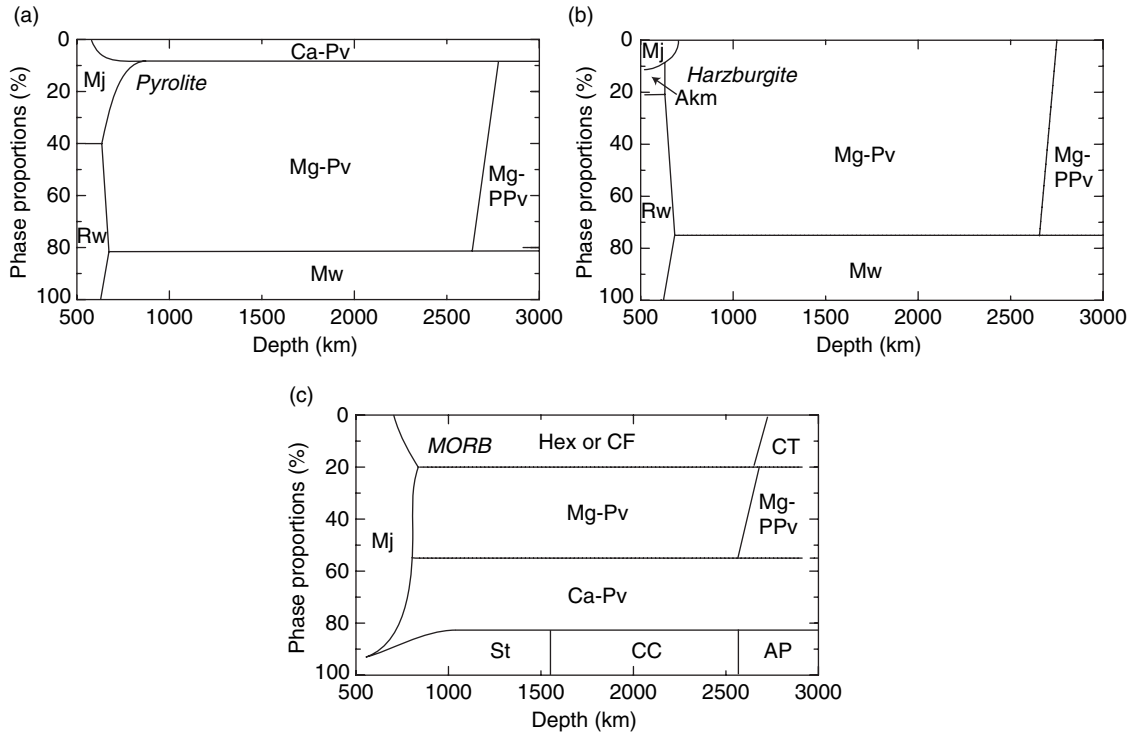 (a)
Phase proportions (%)
0
20
40
60
80
100
Ca-Pv
Mj
Pyrolite
Mg-Pv
Mg-
PPv
Rw
Mw
500 1000 1500 2000 2500 3000
Depth (km)
(b)
Phase proportions (%)
0
20
40
60
80
100
Mj
Harzburgite
Akm
Mg-Pv
Mg-
PPv
Rw
Mw
500 1000 1500 2000 2500 3000
Depth (km)
(c)
Phase proportions (%)
0
20
40
60
80
100
MORB
Hex or CF
CT
Mg-Pv
Mg-
PPv
Mj
Ca-Pv
St
CC
AP
500 1000 1500 2000 2500 3000
Depth (km)